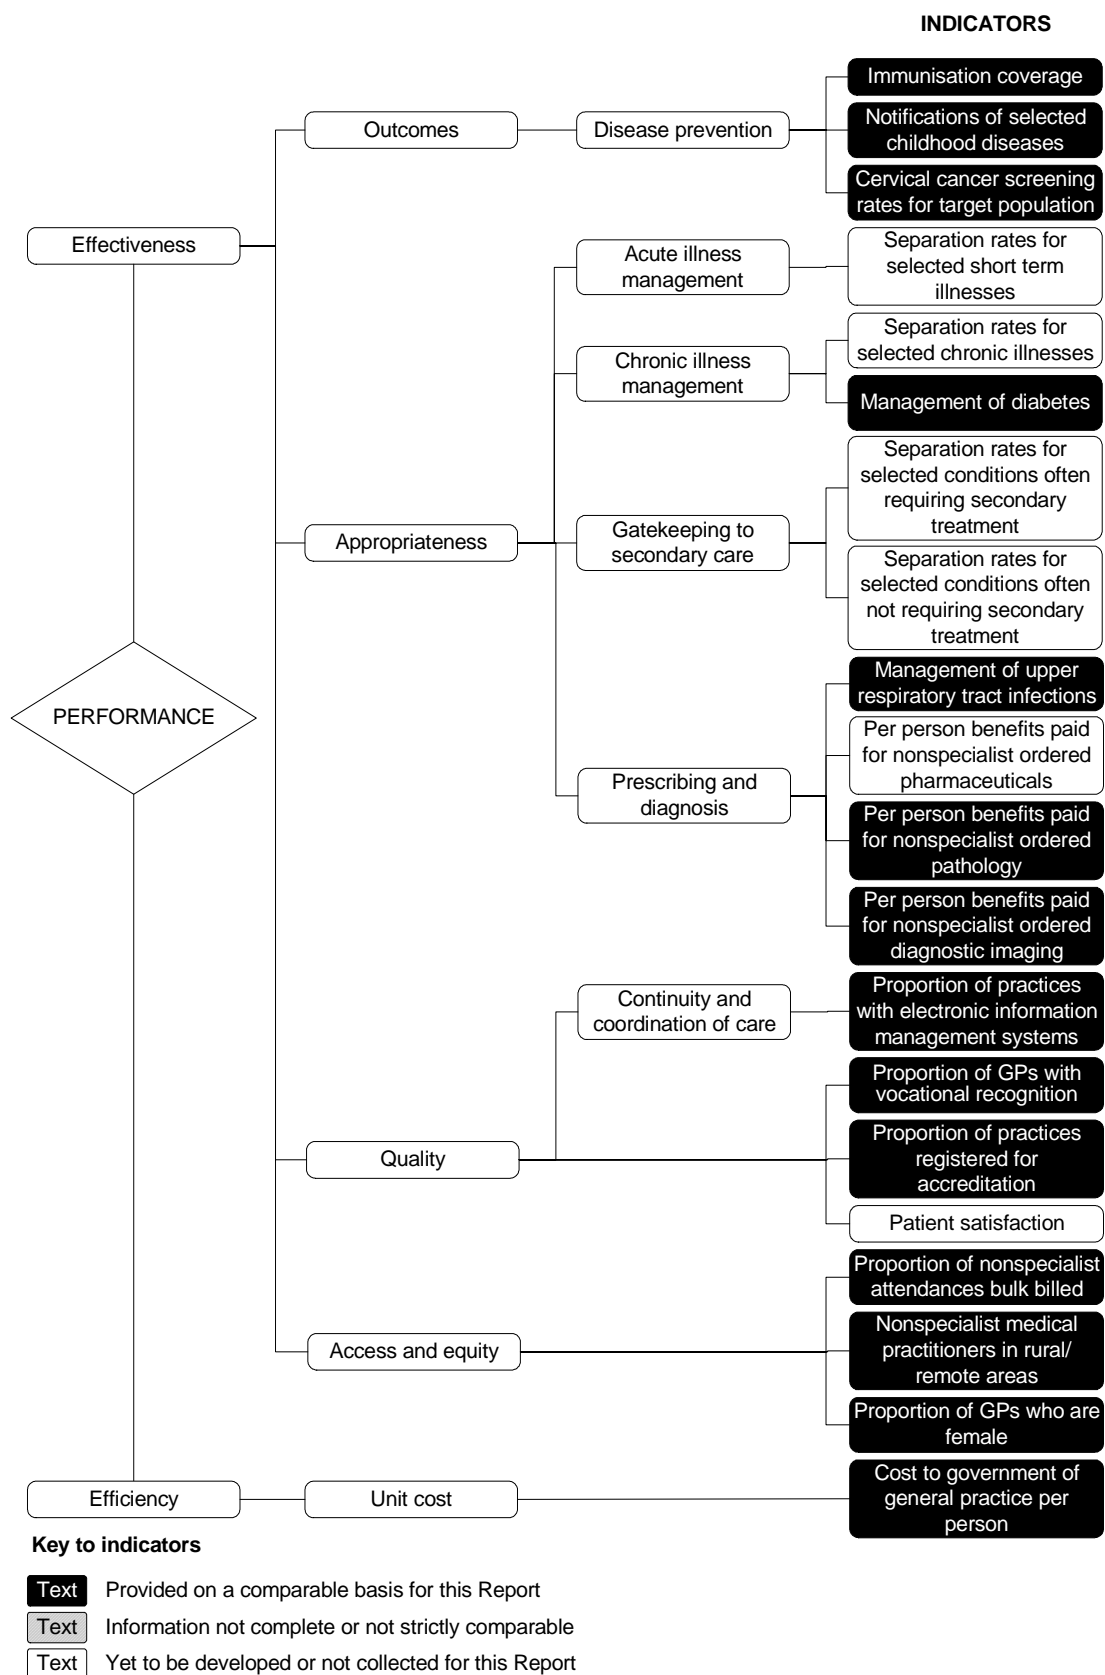 INDICATORS
Immunisation coverage
Outcomes
Disease prevention
Notifications of selected
childhood diseases
Cervical cancer screening
rates for target population
Effectiveness
Acute illness
management
Separation rates for
selected short term
illnesses
Chronic illness
management
Separation rates for
selected chronic illnesses
Management of diabetes
Appropriateness
Gatekeeping to
secondary care
Separation rates for
selected conditions often
requiring secondary
treatment
Separation rates for
selected conditions often
not requiring secondary
treatment
PERFORMANCE
Prescribing and
diagnosis
Management of upper
respiratory tract infections
Per person benefits paid
for nonspecialist ordered
pharmaceuticals
Per person benefits paid
for nonspecialist ordered
pathology
Per person benefits paid
for nonspecialist ordered
diagnostic imaging
Continuity and
coordination of care
Proportion of practices
with electronic information
management systems
Quality
Proportion of GPs with
vocational recognition
Proportion of practices
registered for
accreditation
Patient satisfaction
Access and equity
Proportion of nonspecialist
attendances bulk billed
Nonspecialist medical
practitioners in rural/
remote areas
Proportion of GPs who are
female
Efficiency
Unit cost
Cost to government of
general practice per
person
Key to indicators
Text Provided on a comparable basis for this Report
Text Information not complete or not strictly comparable
Text Yet to be developed or not collected for this Report